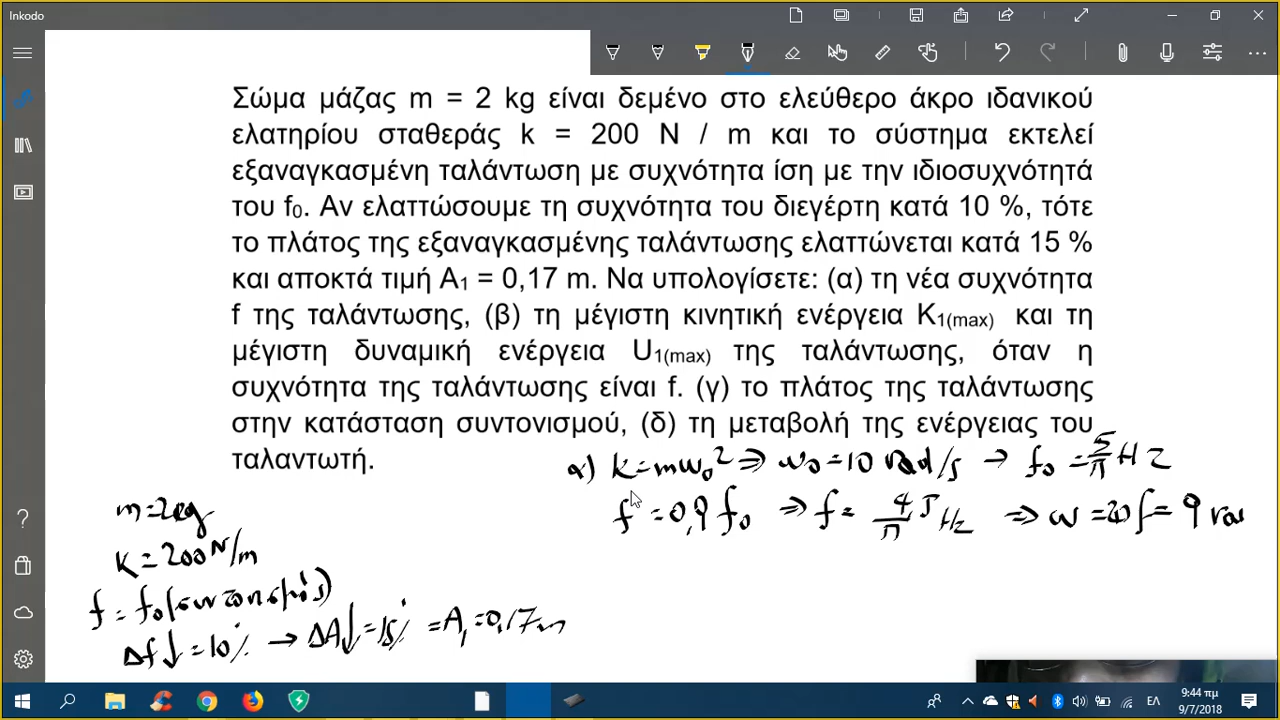 Inkodo
Σώμα μάζας m = 2 kg είναι δεμένο στο ελεύθερο άκρο ιδανικού
ελατηρίου σταθεράς k = 200 N / m και το σύστημα εκτελεί
εξαναγκασμένη ταλάντωση με συχνότητα ίση με την ιδιοσυχνότητά
του f₀. Αν ελαττώσουμε τη συχνότητα του διεγέρτη κατά 10 %, τότε
το πλάτος της εξαναγκασμένης ταλάντωσης ελαττώνεται κατά 15 %
και αποκτά τιμή A₁ = 0,17 m. Να υπολογίσετε: (α) τη νέα συχνότητα
f της ταλάντωσης, (β) τη μέγιστη κινητική ενέργεια K1(max) και τη
μέγιστη δυναμική ενέργεια U1(max) της ταλάντωσης, όταν η
συχνότητα της ταλάντωσης είναι f. (γ) το πλάτος της ταλάντωσης
στην κατάσταση συντονισμού, (δ) τη μεταβολή της ενέργειας του
ταλαντωτή.
α) k=mω₀² ⇒ ω₀=10 rad/s → f₀ = 5/π HZ
f = 0,9 f₀ ⇒ f = 4,5/π Hz ⇒ ω = 2πf = 9 rad
m=2kg
K=200 N/m
f = f₀ (συντονισμός)
Δf↓ = 10% → ΔA↓ = 15% = A₁ = 0,17m
ΕΛ
9:44 πμ
9/7/2018